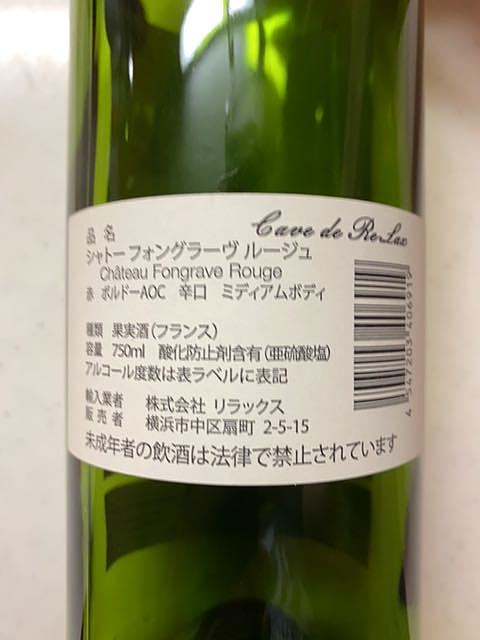 Cave de ReLax
品名
シャトー フォングラーヴ ルージュ
Château Fongrave Rouge
赤 ボルドーAOC 辛口 ミディアムボディ
種類 果実酒(フランス)
容量 750ml 酸化防止剤含有(亜硫酸塩)
アルコール度数は表ラベルに表記
輸入業者 株式会社 リラックス
販売者 横浜市中区扇町 2-5-15
未成年者の飲酒は法律で禁止されています
4 547203 406919